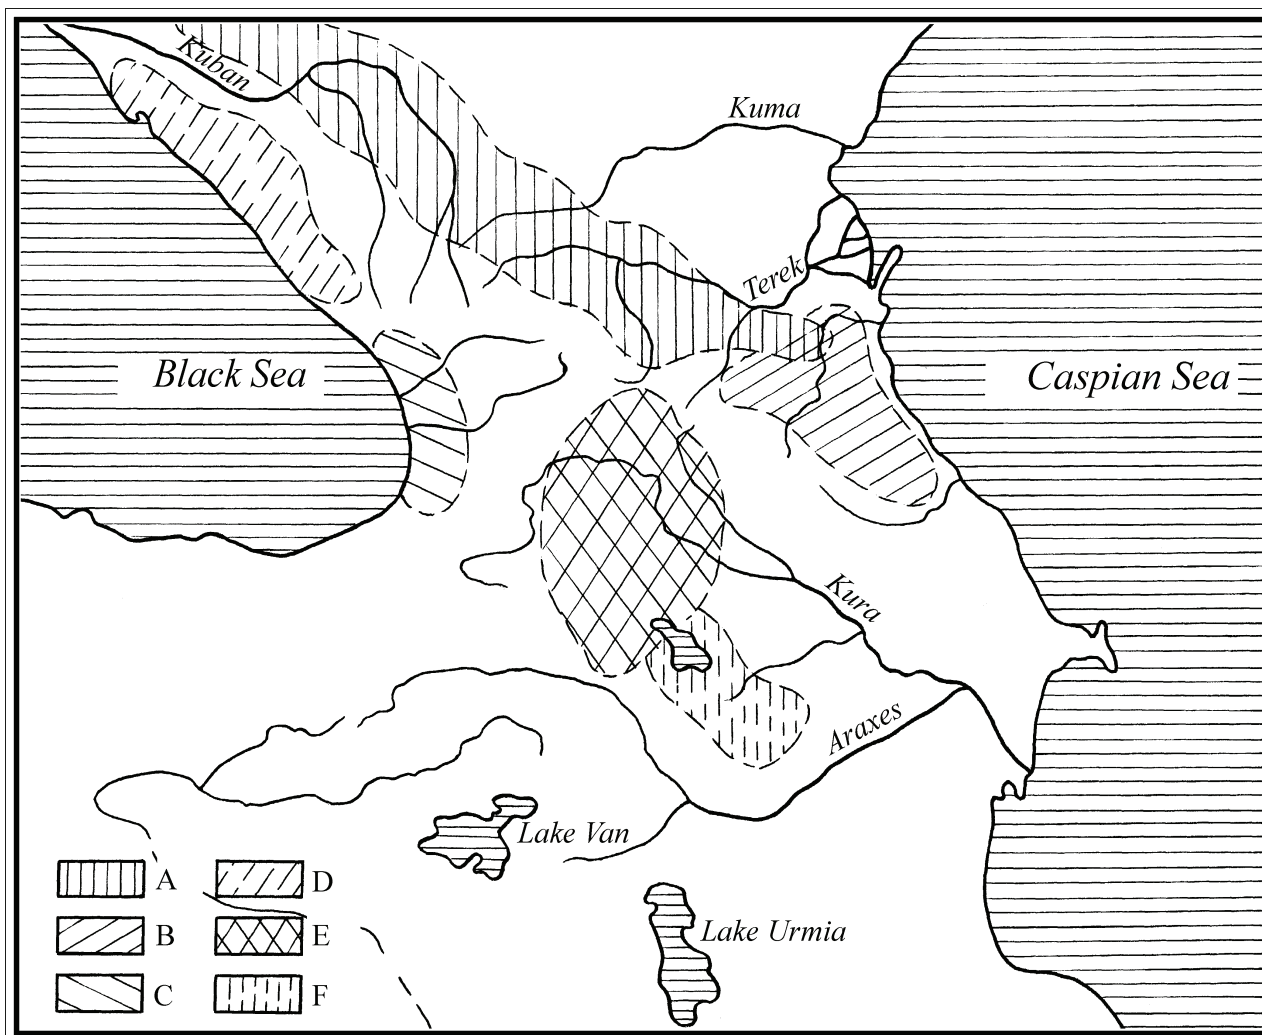 Kuban
Kuma
Terek
Black Sea
Caspian Sea
Kura
Araxes
Lake Van
Lake Urmia
A
D
B
E
C
F